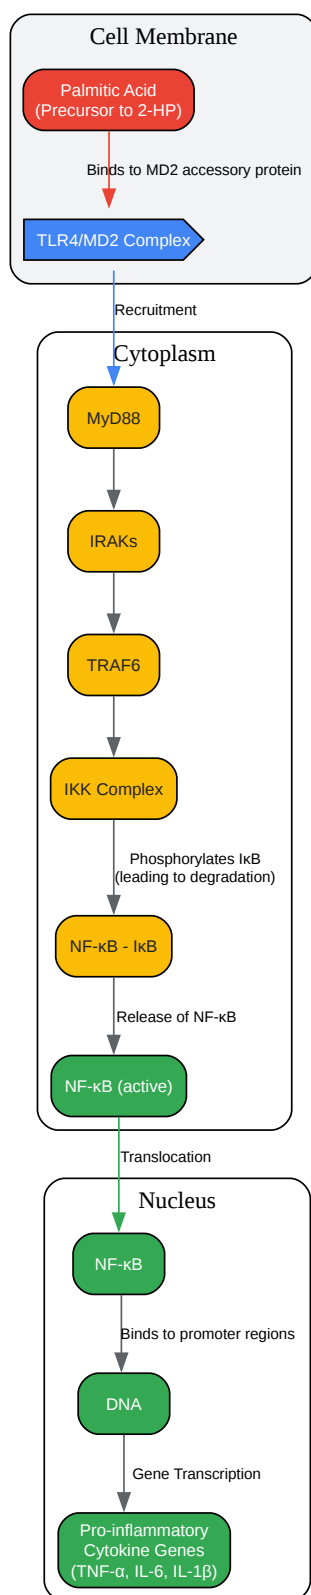 Cell Membrane
Palmitic Acid
(Precursor to 2-HP)
Binds to MD2 accessory protein
TLR4/MD2 Complex
Recruitment
Cytoplasm
MyD88
IRAKs
TRAF6
IKK Complex
Phosphorylates IκB
(leading to degradation)
NF-κB - IκB
Release of NF-κB
NF-κB (active)
Translocation
Nucleus
NF-κB
Binds to promoter regions
DNA
Gene Transcription
Pro-inflammatory
Cytokine Genes
(TNF-α, IL-6, IL-1β)